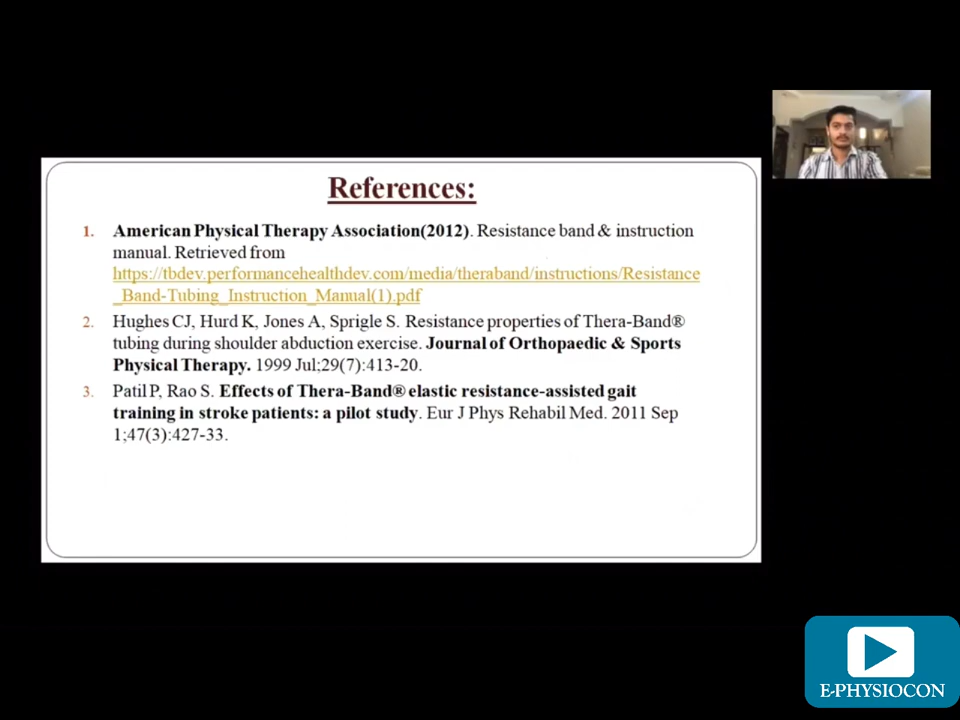 References:
1. American Physical Therapy Association(2012). Resistance band & instruction
manual. Retrieved from
https://tbdev.performancehealthdev.com/media/theraband/instructions/Resistance
_Band-Tubing_Instruction_Manual(1).pdf
2. Hughes CJ, Hurd K, Jones A, Sprigle S. Resistance properties of Thera-Band®
tubing during shoulder abduction exercise. Journal of Orthopaedic & Sports
Physical Therapy. 1999 Jul;29(7):413-20.
3. Patil P, Rao S. Effects of Thera-Band® elastic resistance-assisted gait
training in stroke patients: a pilot study. Eur J Phys Rehabil Med. 2011 Sep
1;47(3):427-33.
E-PHYSIOCON